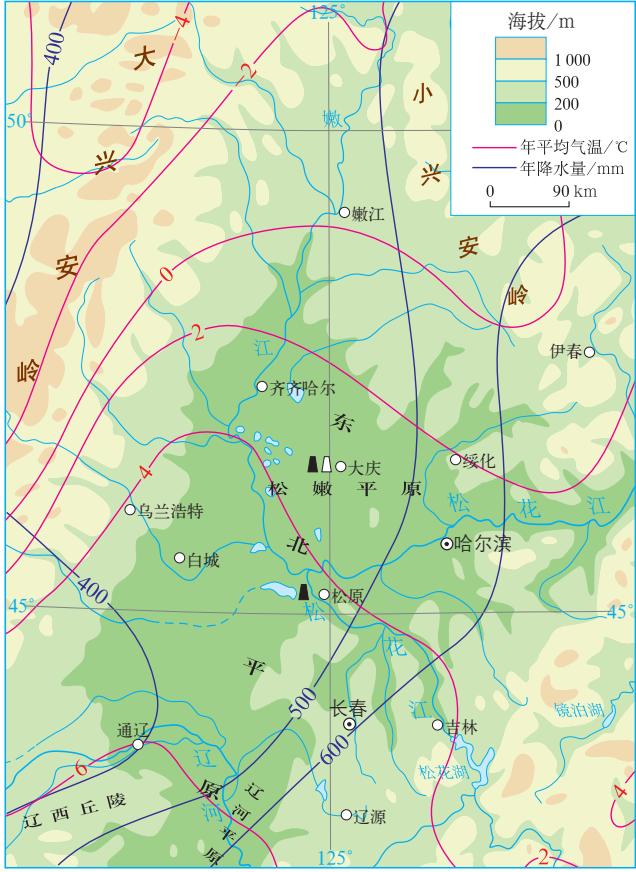 125°
海拔/m
1 000
500
200
0
年平均气温/℃
年降水量/mm
0 90 km
400
-4
大
-2
小
50°
嫩
兴
兴
嫩江
安
安
0
岭
2
江
伊春
岭
齐齐哈尔
东
绥化
4
大庆
松嫩平原
松花江
乌兰浩特
北
哈尔滨
白城
400
松原
45°
45°
松
花
平
500
长春
江
镜泊湖
通辽
吉林
600
辽
6
松花湖
原
辽
4
辽西丘陵
河
河
辽源
平
原
125°
2